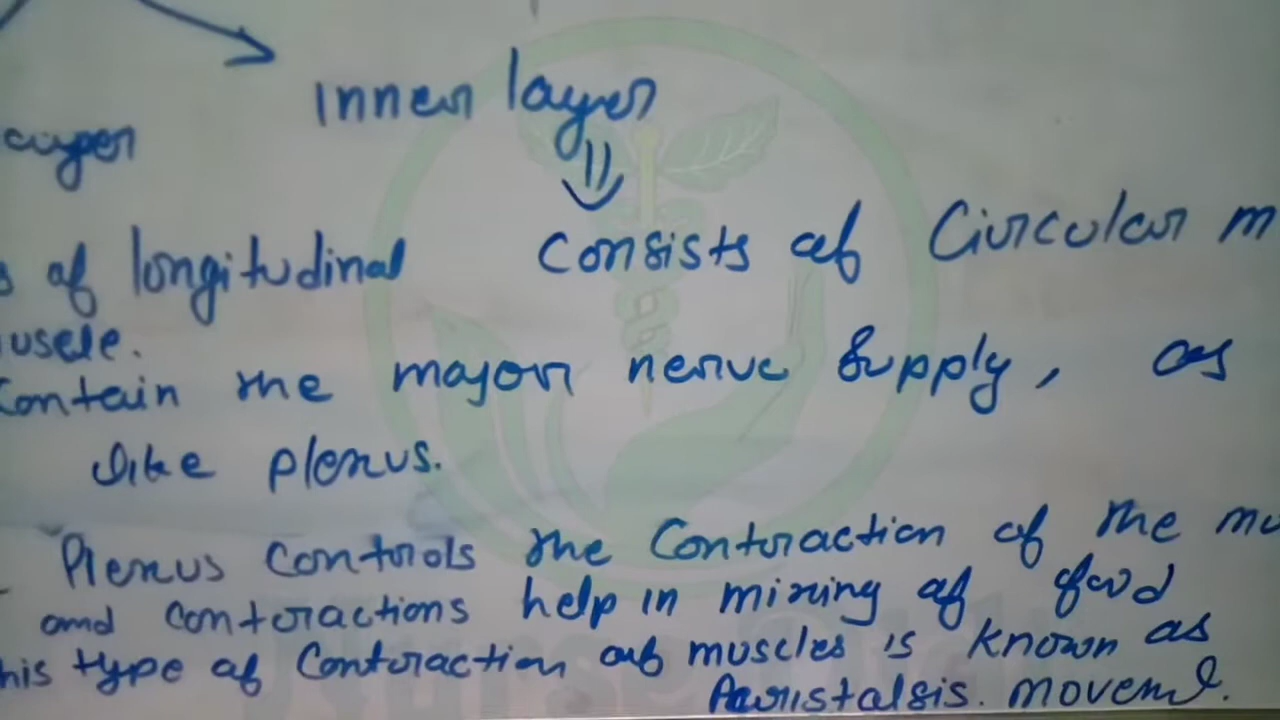 Inner layer
ayer
s of longitudinal consists of Circular m
uscle.
Contain the major nerve supply, as
like plexus.
Plexus controls the contraction of the mu
and contractions help in mixing of food
his type of contraction of muscles is known as
Peristalsis. movement.